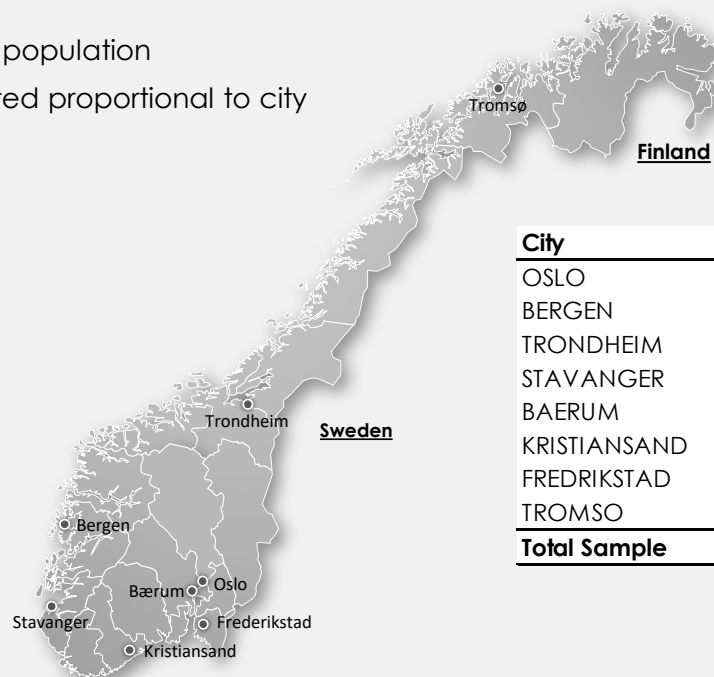 population
ed proportional to city
Tromsø
Finland
City
OSLO
BERGEN
TRONDHEIM
STAVANGER
BAERUM
KRISTIANSAND
FREDRIKSTAD
TROMSO
Total Sample
Trondheim
Sweden
Bergen
Bærum
Oslo
Stavanger
Frederikstad
Kristiansand